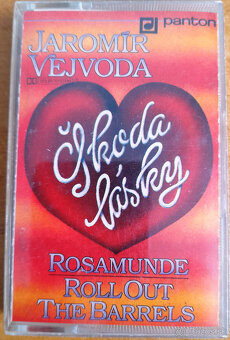 panton
JAROMÍR
VEJVODA
Škoda
lásky
ROSAMUNDE
ROLL OUT
THE BARRELS